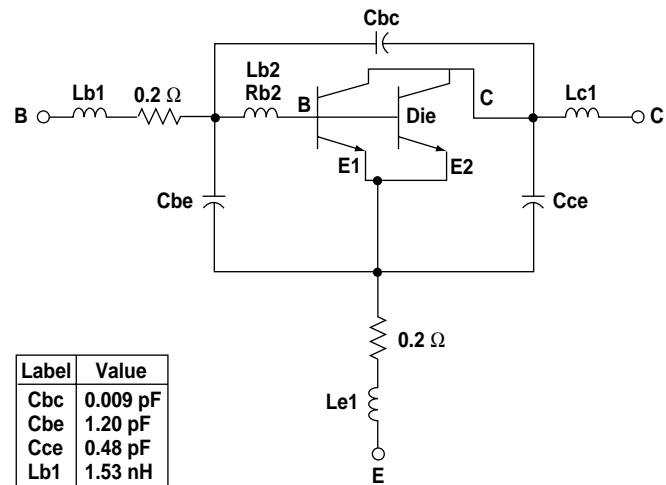 Cbc
Lb2
Rb2
Lb1
0.2 Ω
B
B
Die
C
Lc1
C
E1
E2
Cbe
Cce
0.2 Ω
Le1
E
Label Value
Cbc 0.009 pF
Cbe 1.20 pF
Cce 0.48 pF
Lb1 1.53 nH